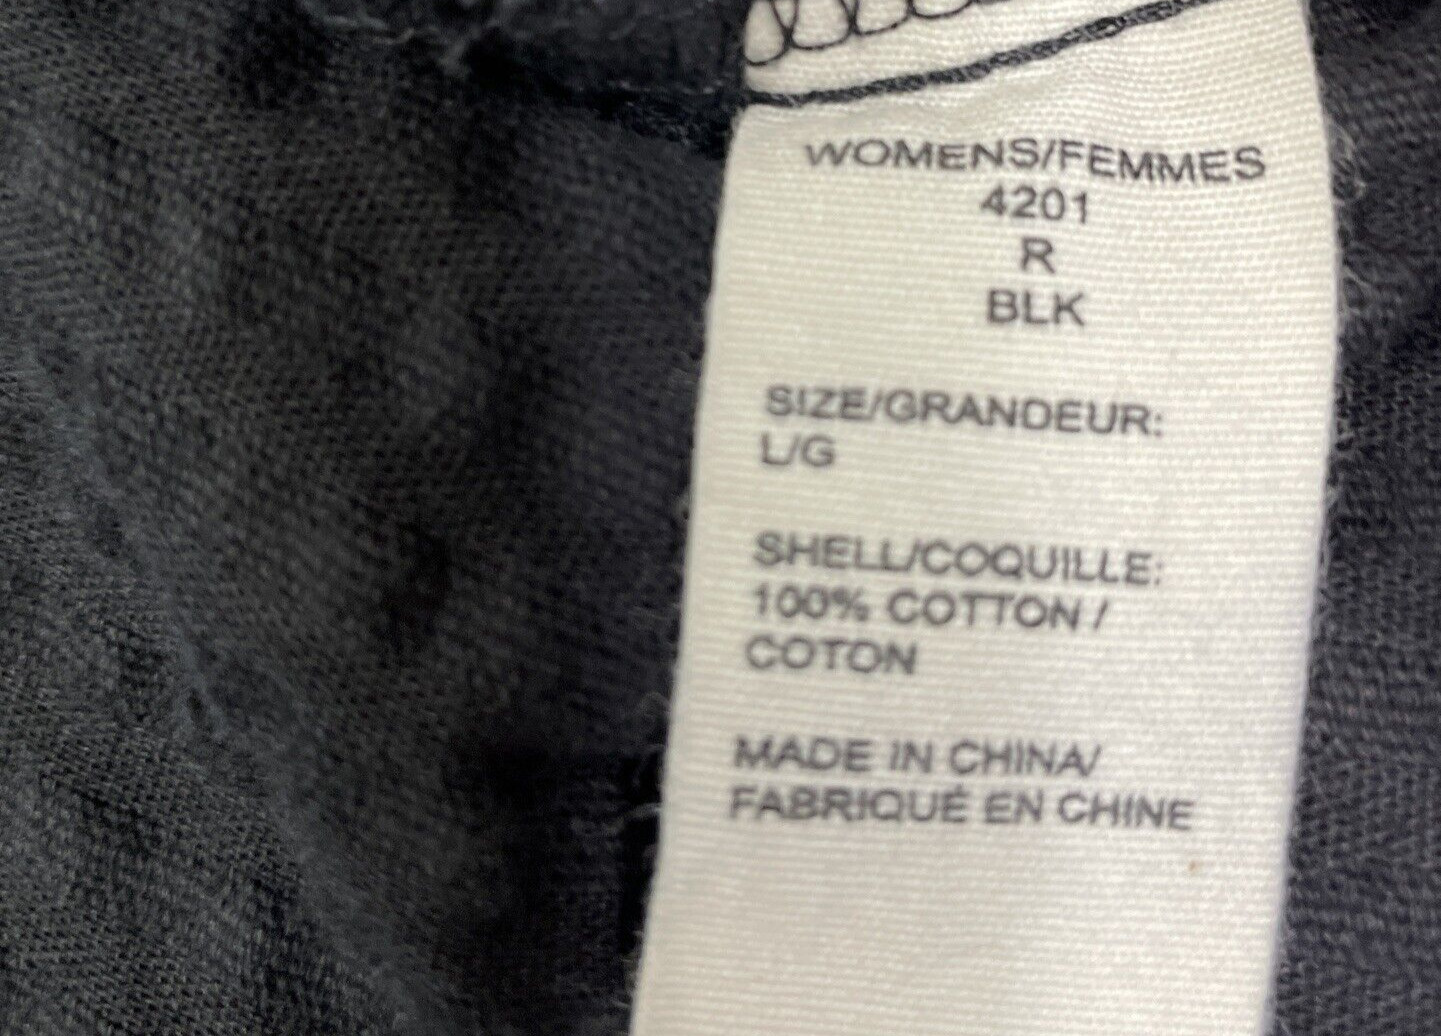 WOMENS/FEMMES
4201
R
BLK
SIZE/GRANDEUR:
L/G
SHELL/COQUILLE:
100% COTTON /
COTON
MADE IN CHINA/
FABRIQUÉ EN CHINE